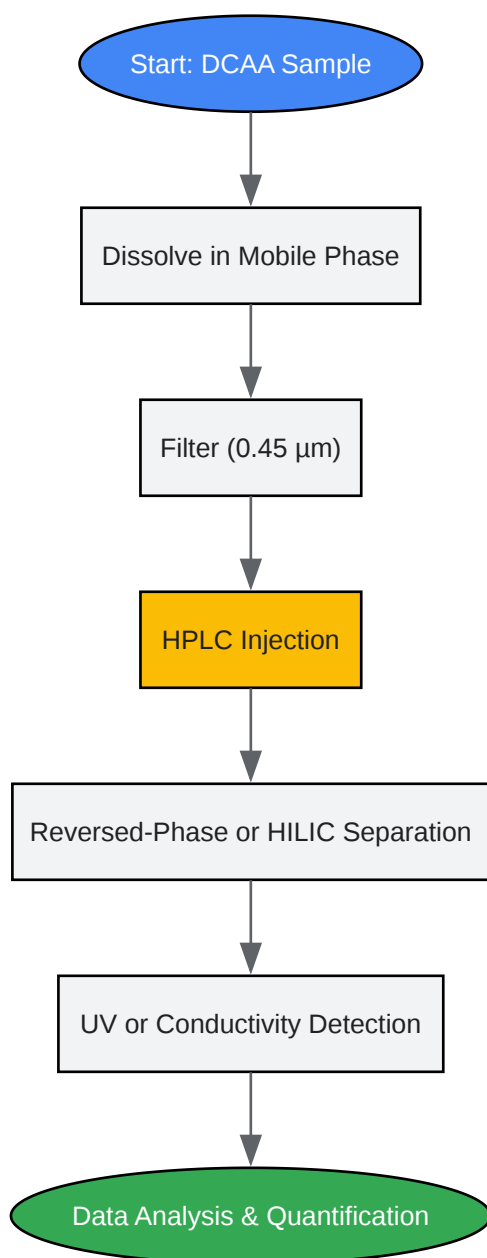 Start: DCAA Sample
Dissolve in Mobile Phase
Filter (0.45 µm)
HPLC Injection
Reversed-Phase or HILIC Separation
UV or Conductivity Detection
Data Analysis & Quantification